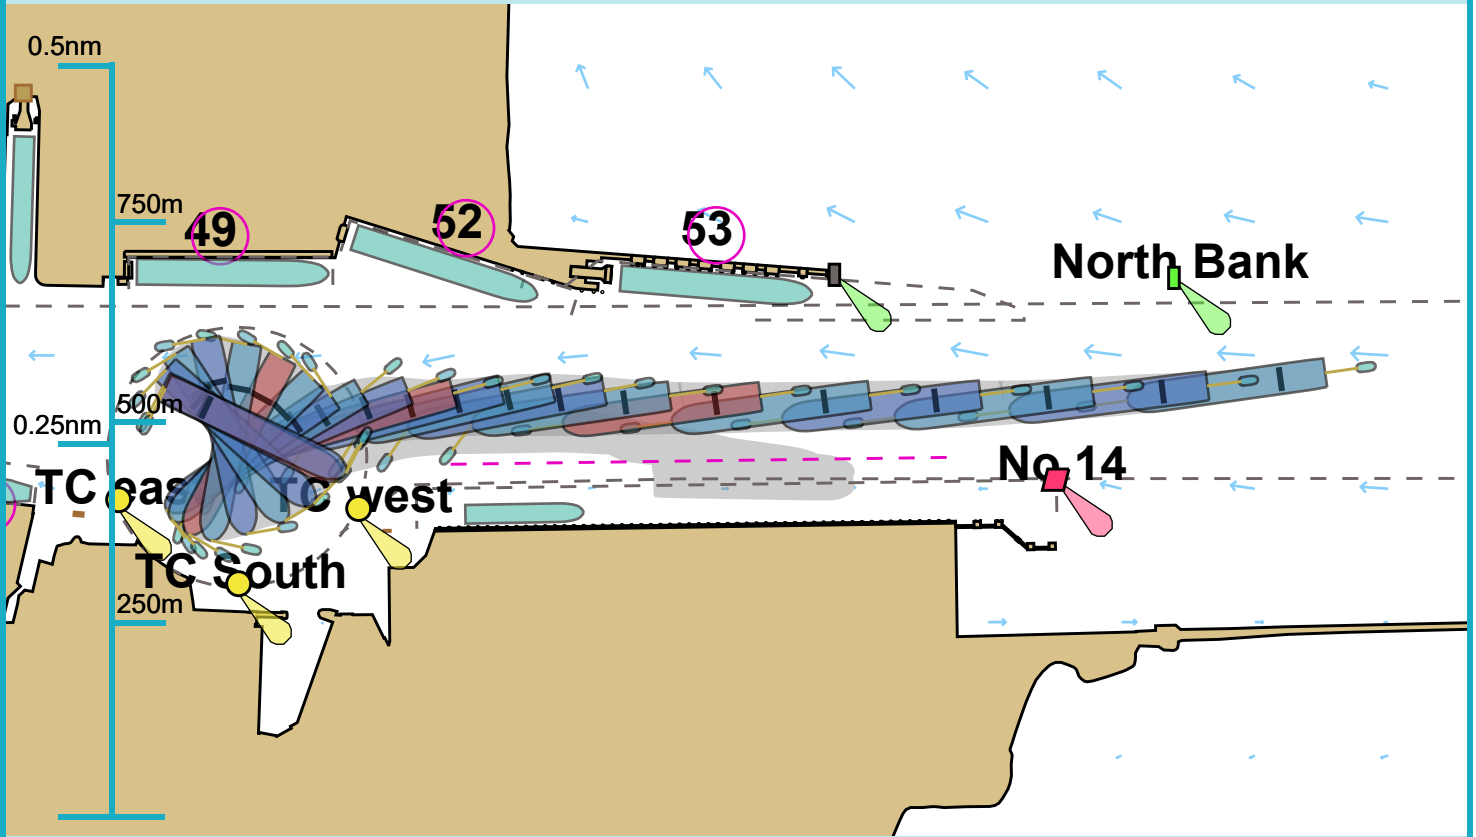 0.5nm
750m
49
52
53
North Bank
500m
0.25nm
No 14
TC eas
TC west
TC South
250m